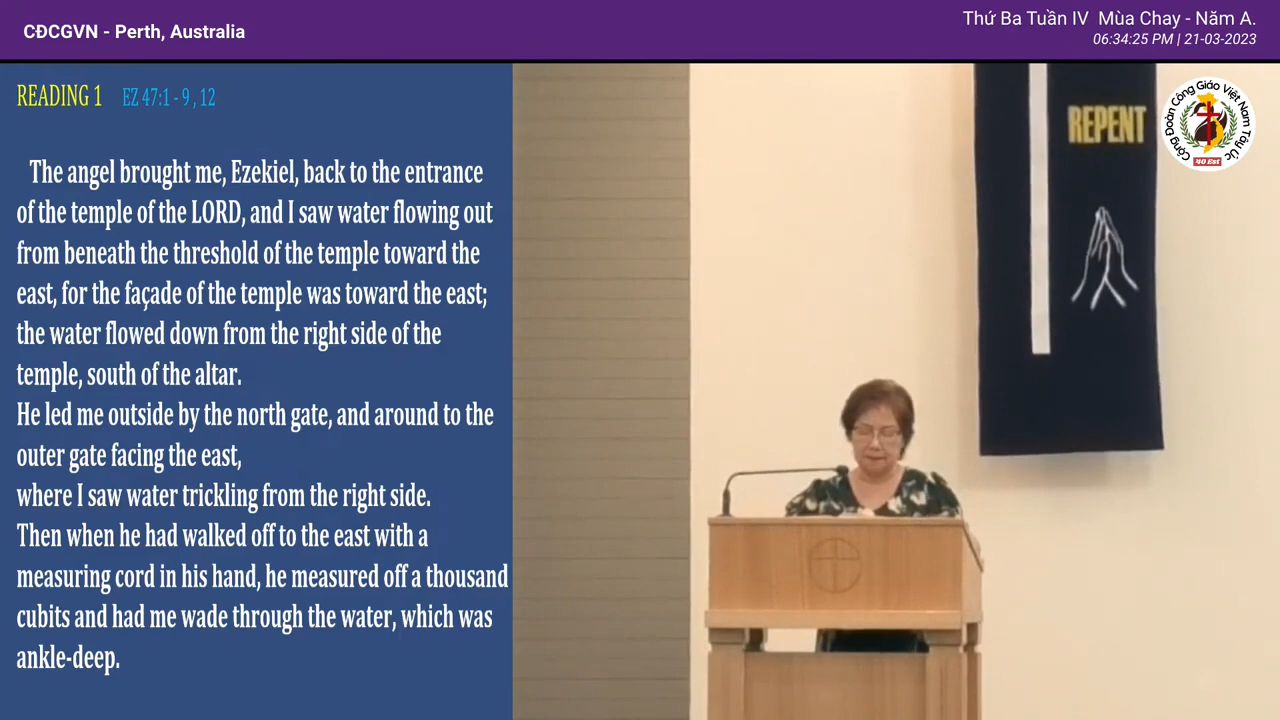 CĐCGVN - Perth, Australia
Thứ Ba Tuần IV Mùa Chay - Năm A.
06:34:25 PM | 21-03-2023
READING 1 EZ 47:1 - 9 , 12
The angel brought me, Ezekiel, back to the entrance
of the temple of the LORD, and I saw water flowing out
from beneath the threshold of the temple toward the
east, for the façade of the temple was toward the east;
the water flowed down from the right side of the
temple, south of the altar.
He led me outside by the north gate, and around to the
outer gate facing the east,
where I saw water trickling from the right side.
Then when he had walked off to the east with a
measuring cord in his hand, he measured off a thousand
cubits and had me wade through the water, which was
ankle-deep.
REPENT
Cộng Đoàn Công Giáo Việt Nam Tây Úc
40 Est